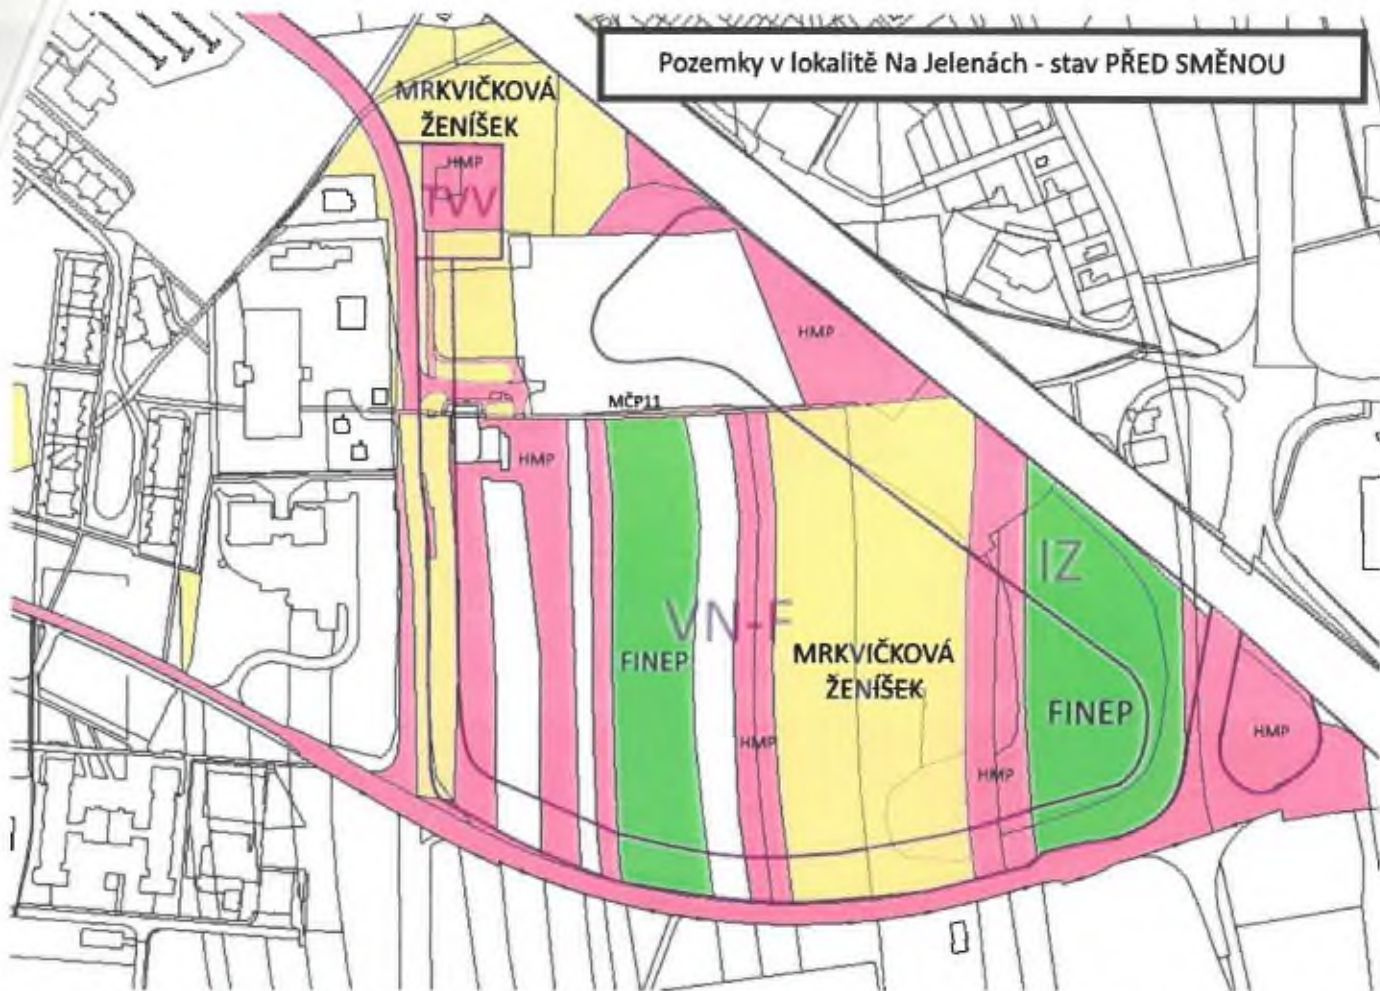 Pozemky v lokalitě Na Jelenách - stav PŘED SMĚNOU
MRKVIČKOVÁ
ŽENÍŠEK
HMP
TVV
HMP
MČP11
HMP
IZ
VN-F
FINEP
MRKVIČKOVÁ
ŽENÍŠEK
FINEP
HMP
HMP
HMP